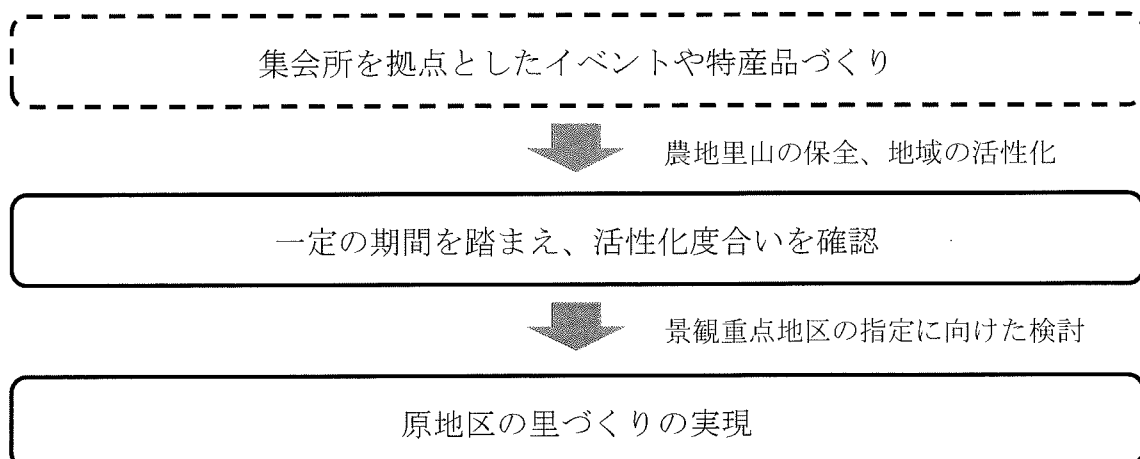 集会所を拠点としたイベントや特産品づくり
農地里山の保全、地域の活性化
一定の期間を踏まえ、活性化度合いを確認
景観重点地区の指定に向けた検討
原地区の里づくりの実現